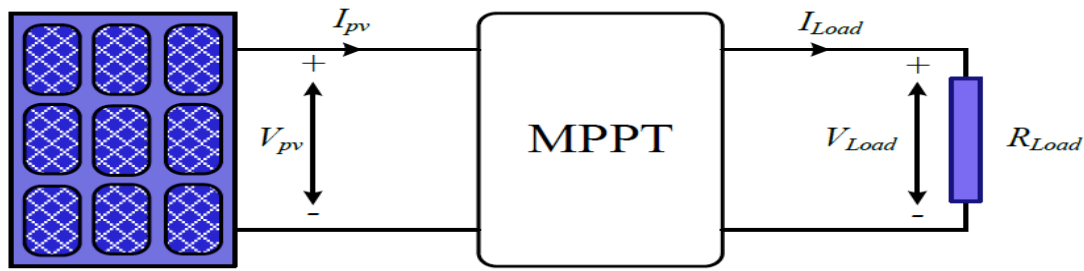 I_pv
I_Load
+
+
V_pv
MPPT
V_Load
R_Load
-
-